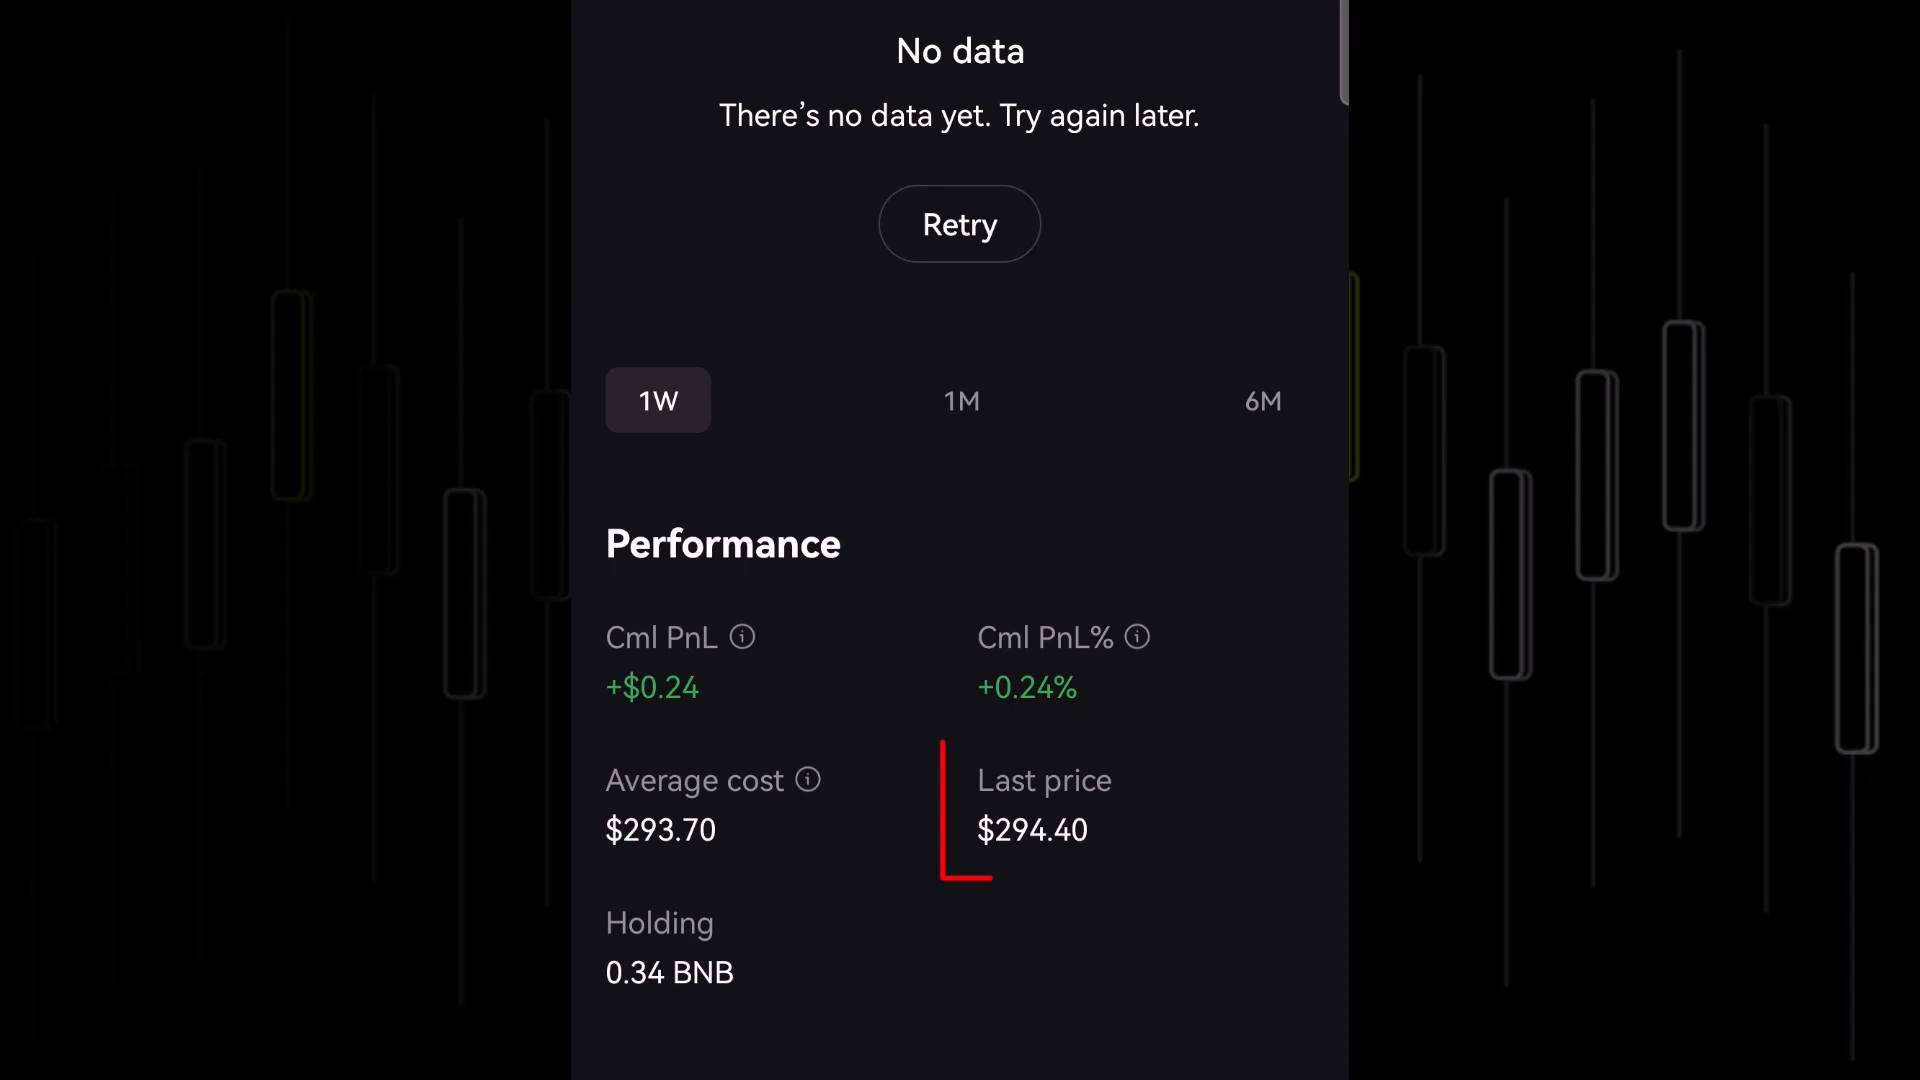 No data
There’s no data yet. Try again later.
Retry
1W 1M 6M
Performance
Cml PnL Cml PnL%
+$0.24 +0.24%
Average cost Last price
$293.70 $294.40
Holding
0.34 BNB